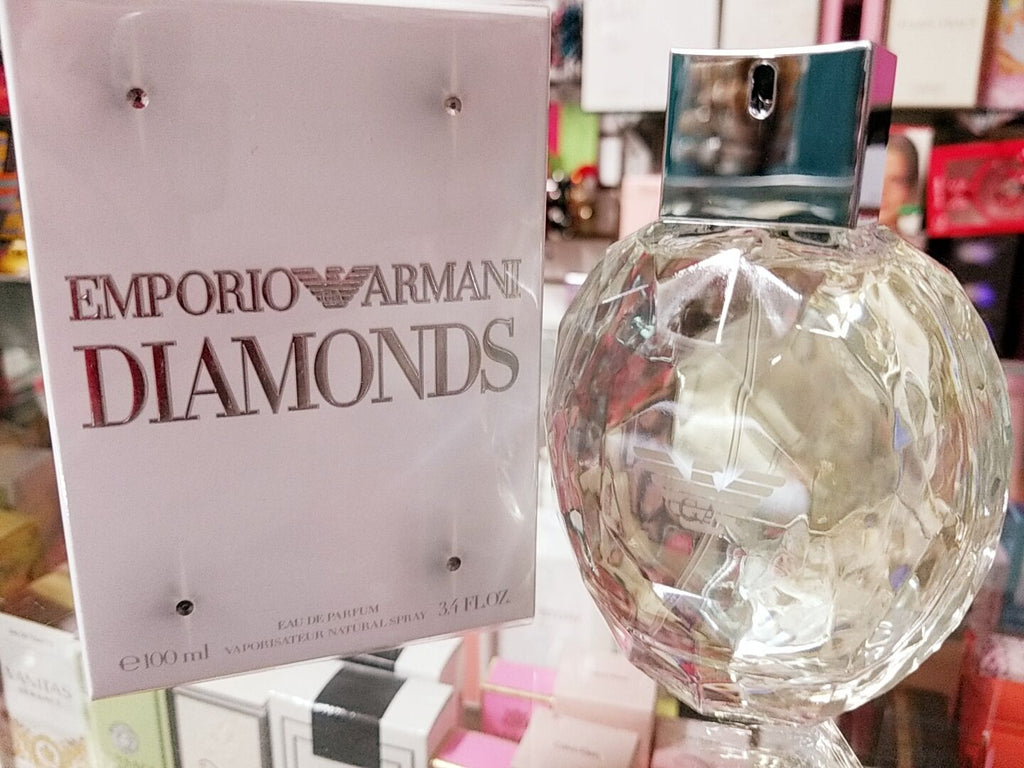 EMPORIO ARMANI
DIAMONDS
EAU DE PARFUM
e100 ml VAPORISATEUR NATURAL SPRAY 3.4 FL.OZ.